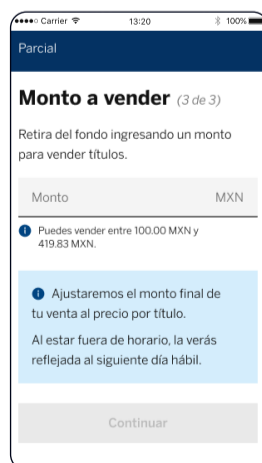 Carrier 13:20 100%
Parcial
Monto a vender (3 de 3)
Retira del fondo ingresando un monto
para vender títulos.
Monto MXN
Puedes vender entre 100.00 MXN y
419.83 MXN.
Ajustaremos el monto final de
tu venta al precio por título.
Al estar fuera de horario, la verás
reflejada al siguiente día hábil.
Continuar